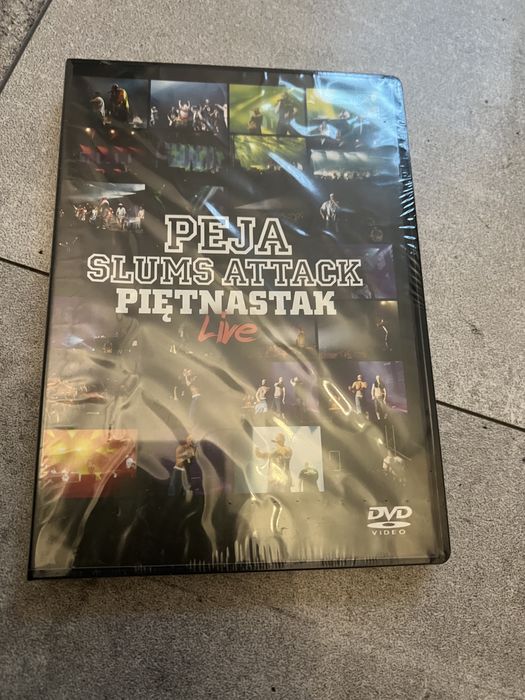 PEJA
SLUMS ATTACK
PIĘTNASTAK
Live
DVD
VIDEO